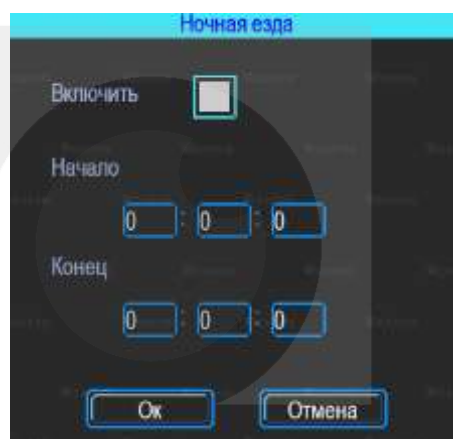 Ночная езда
Включить
Начало
0 : 0 : 0
Конец
0 : 0 : 0
Ок Отмена